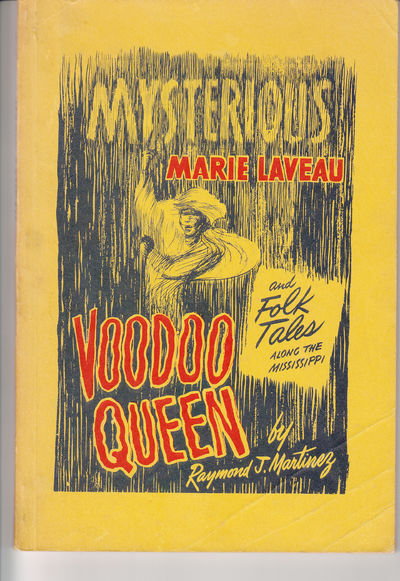 MYSTERIOUS
MARIE LAVEAU
and
Folk
Tales
ALONG THE
MISSISSIPPI
VOODOO
QUEEN
by
Raymond J. Martinez